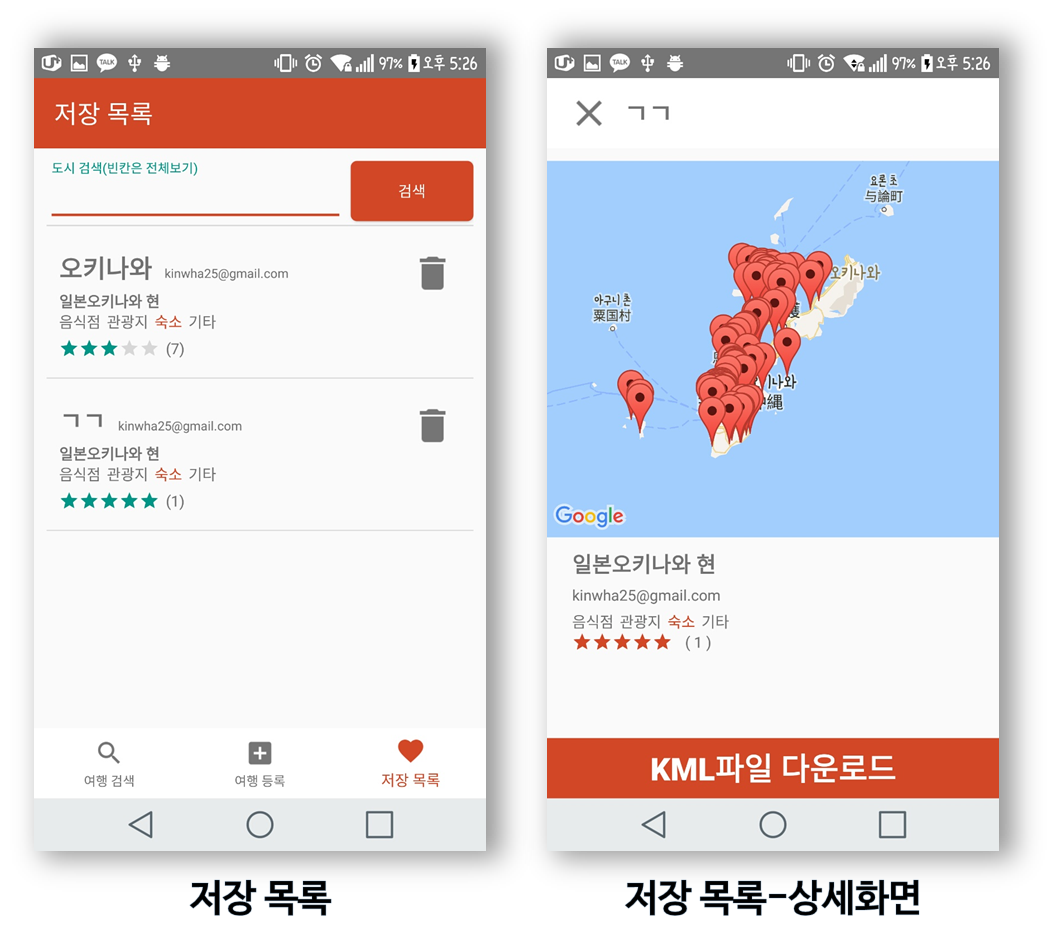 TALK
97% 오후 5:26
저장 목록
도시 검색(빈칸은 전체보기)
검색
오키나와 kinwha25@gmail.com
일본오키나와 현
음식점 관광지 숙소 기타
(7)
ㄱㄱ kinwha25@gmail.com
일본오키나와 현
음식점 관광지 숙소 기타
(1)
여행 검색
여행 등록
저장 목록
저장 목록
TALK
97% 오후 5:26
ㄱㄱ
요론 초
与論町
오키나와
아구니 촌
粟国村
護
키나와
沖縄
Google
일본오키나와 현
kinwha25@gmail.com
음식점 관광지 숙소 기타
(1)
KML파일 다운로드
저장 목록-상세화면